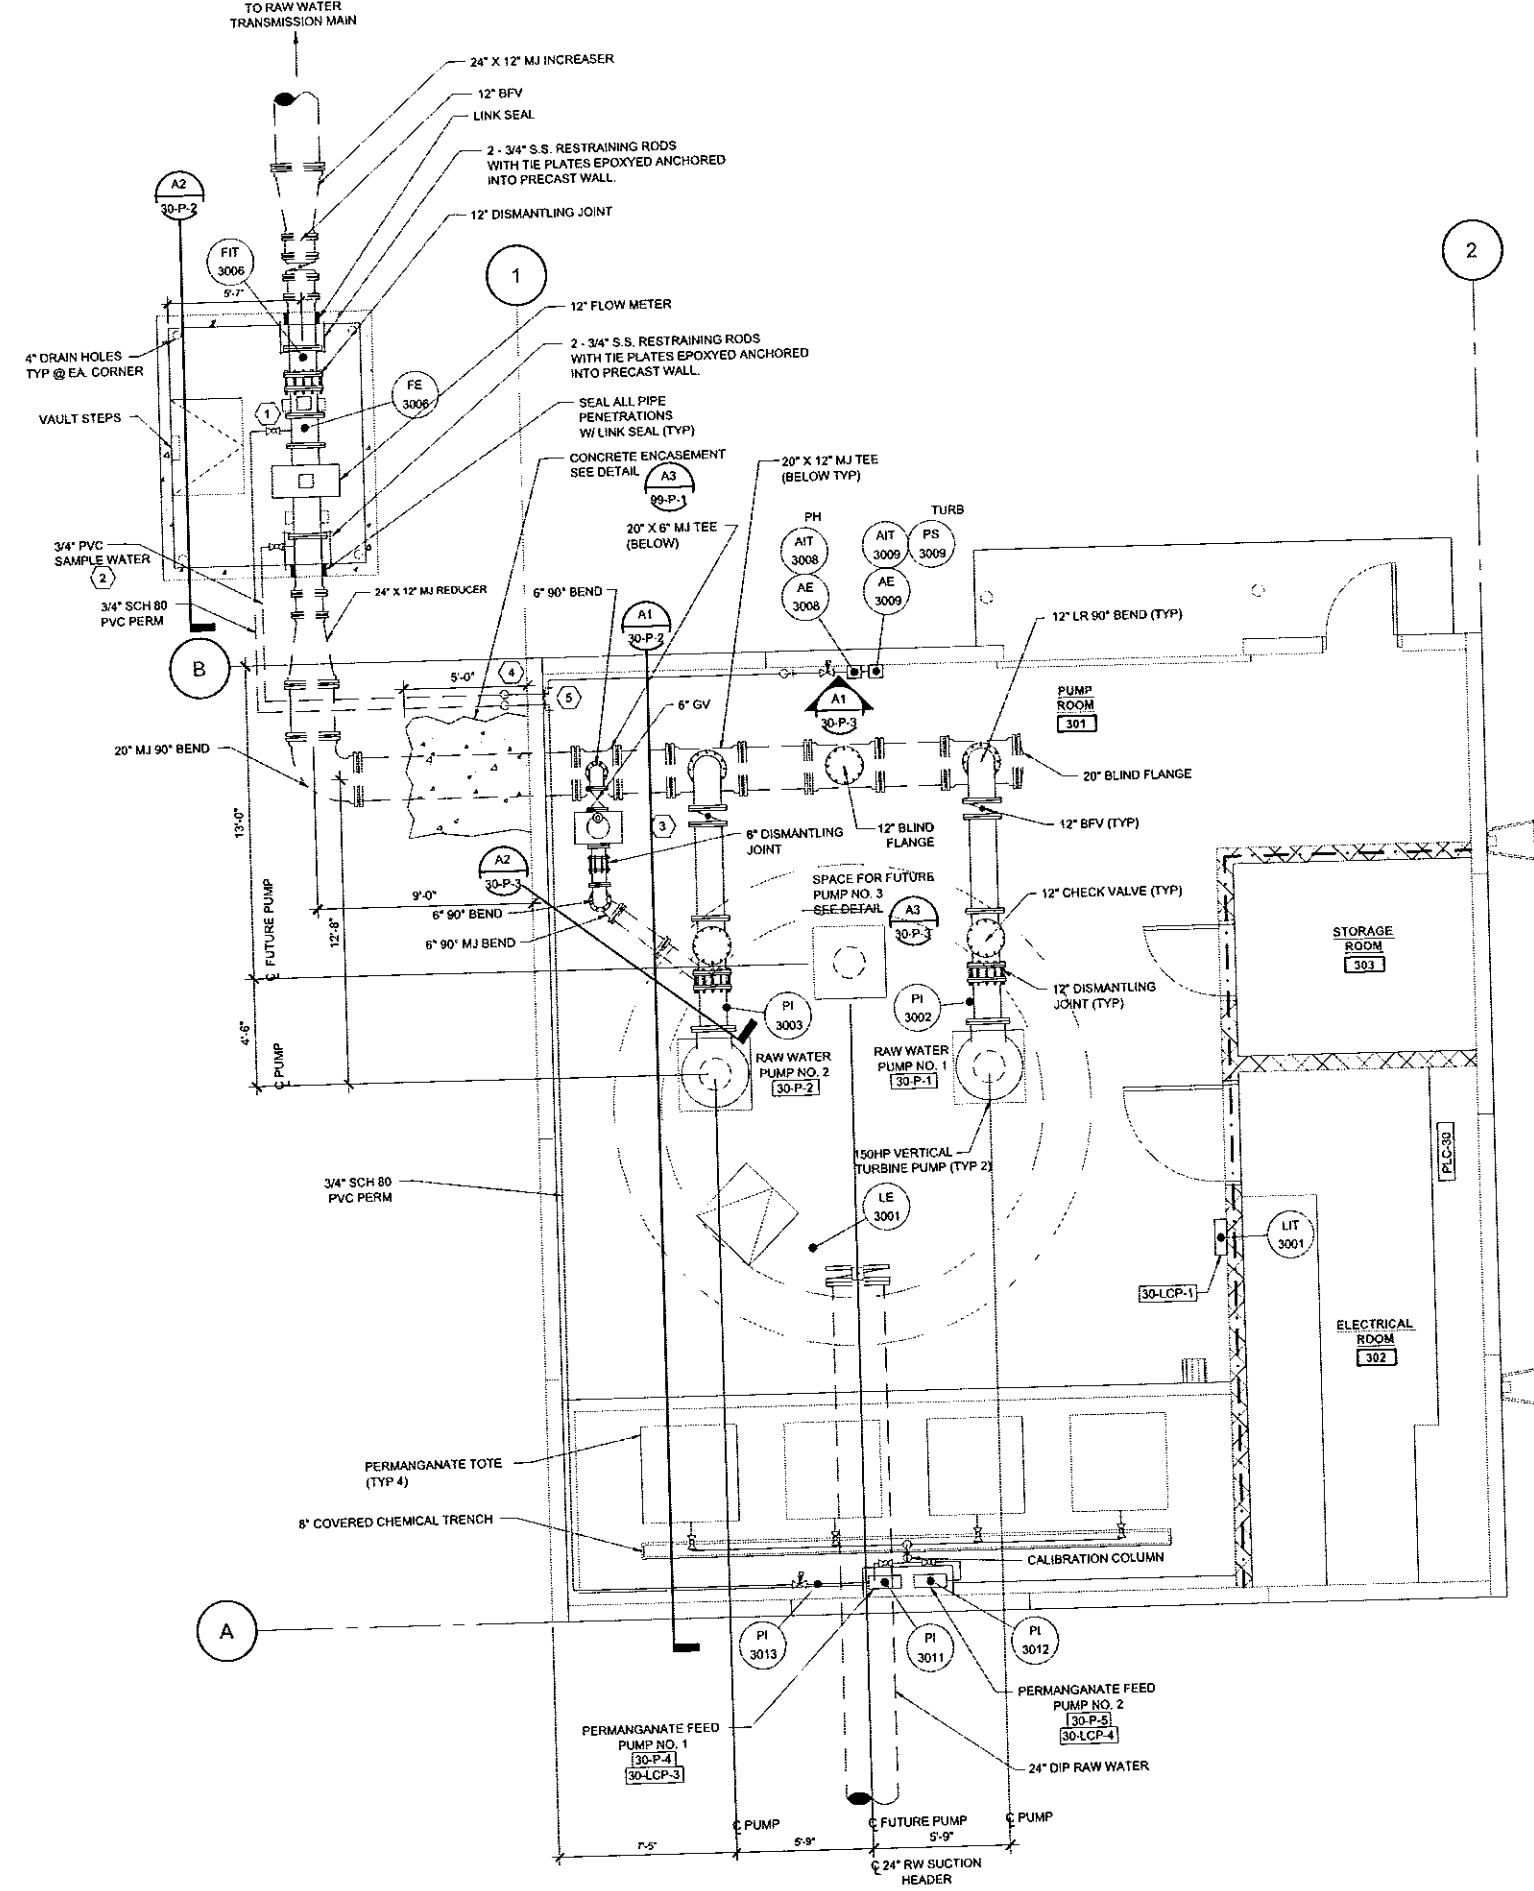 TO RAW WATER
TRANSMISSION MAIN
24" X 12" MJ INCREASER
12" BFV
LINK SEAL
2 - 3/4" S.S. RESTRAINING RODS
WITH TIE PLATES EPOXYED ANCHORED
INTO PRECAST WALL.
12" DISMANTLING JOINT
A2
30-P-2
FIT
3006
5'-7"
1
2
12" FLOW METER
2 - 3/4" S.S. RESTRAINING RODS
WITH TIE PLATES EPOXYED ANCHORED
INTO PRECAST WALL.
4" DRAIN HOLES
TYP @ EA. CORNER
VAULT STEPS
1
FE
3006
SEAL ALL PIPE
PENETRATIONS
W/ LINK SEAL (TYP)
CONCRETE ENCASEMENT
SEE DETAIL
A3
99-P-1
20" X 12" MJ TEE
(BELOW TYP)
20" X 6" MJ TEE
(BELOW)
PH
AIT
3008
AE
3008
TURB
AIT
3009
PS
3009
AE
3009
3/4" PVC
SAMPLE WATER
2
3/4" SCH 80
PVC PERM
24" X 12" MJ REDUCER
6" 90° BEND
A1
30-P-2
12" LR 90° BEND (TYP)
B
5'-0"
4
5
6" GV
A1
30-P-3
PUMP
ROOM
301
20" MJ 90° BEND
20" BLIND FLANGE
13'-0"
3
6" DISMANTLING
JOINT
12" BLIND
FLANGE
12" BFV (TYP)
A2
30-P-3
SPACE FOR FUTURE
PUMP NO. 3
SEE DETAIL
A3
30-P-3
12" CHECK VALVE (TYP)
9'-0"
12'-8"
℄ FUTURE PUMP
6" 90° BEND
6" 90° MJ BEND
STORAGE
ROOM
303
12" DISMANTLING
JOINT (TYP)
PI
3003
PI
3002
4'-6"
℄ PUMP
RAW WATER
PUMP NO. 2
30-P-2
RAW WATER
PUMP NO. 1
30-P-1
150HP VERTICAL
TURBINE PUMP (TYP 2)
PLC-30
3/4" SCH 80
PVC PERM
LE
3001
LIT
3001
30-LCP-1
ELECTRICAL
ROOM
302
PERMANGANATE TOTE
(TYP 4)
8" COVERED CHEMICAL TRENCH
CALIBRATION COLUMN
A
PI
3013
PI
3011
PI
3012
PERMANGANATE FEED
PUMP NO. 1
30-P-4
30-LCP-3
PERMANGANATE FEED
PUMP NO. 2
30-P-5
30-LCP-4
24" DIP RAW WATER
℄ PUMP
℄ FUTURE PUMP
℄ PUMP
7'-5"
5'-9"
5'-9"
℄ 24" RW SUCTION
HEADER